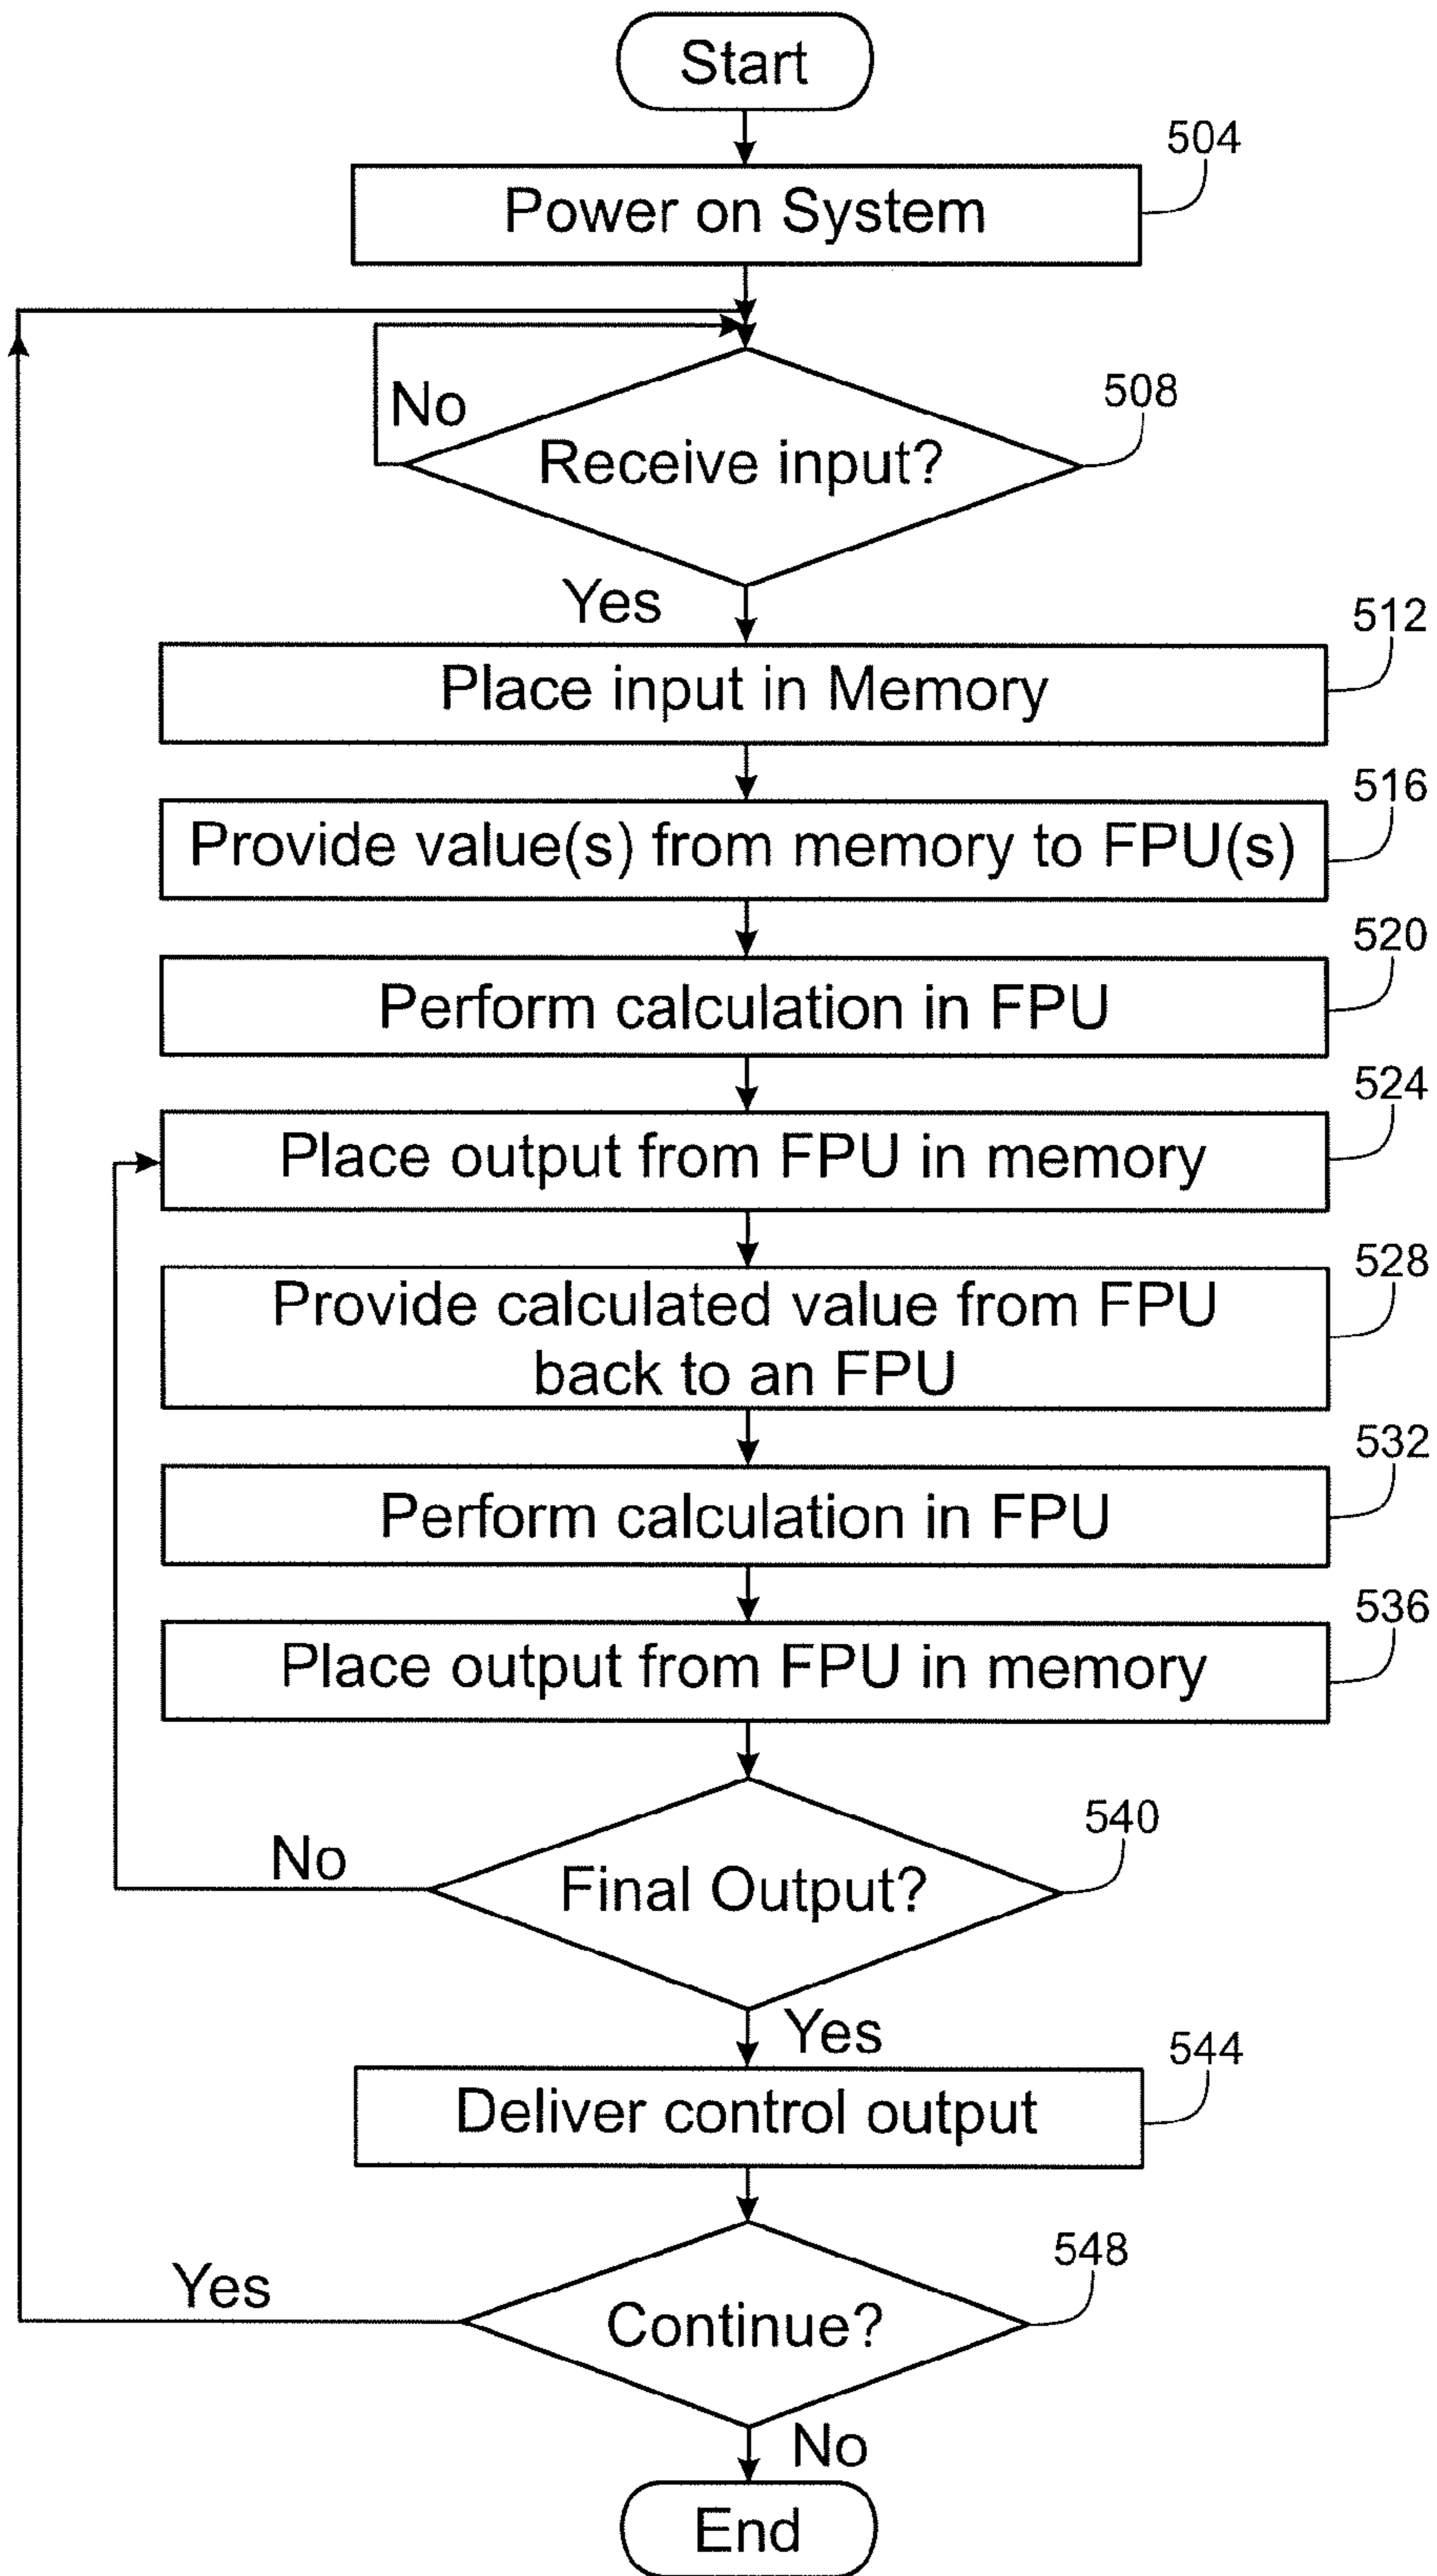 Start
504
Power on System
No
508
Receive input?
Yes
512
Place input in Memory
516
Provide value(s) from memory to FPU(s)
520
Perform calculation in FPU
524
Place output from FPU in memory
528
Provide calculated value from FPU
back to an FPU
532
Perform calculation in FPU
536
Place output from FPU in memory
540
No
Final Output?
Yes
544
Deliver control output
548
Yes
Continue?
No
End